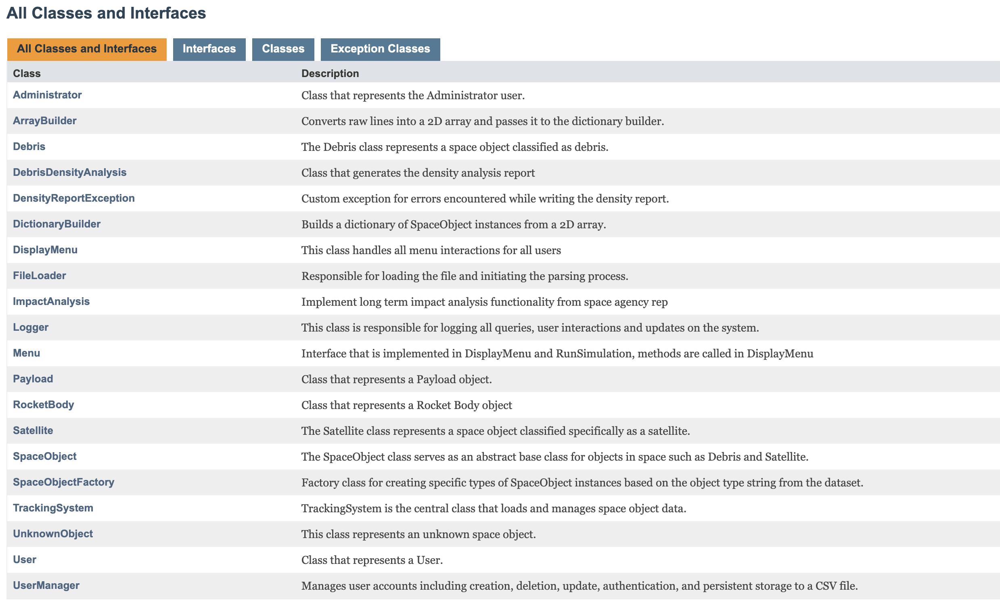 All Classes and Interfaces
All Classes and Interfaces Interfaces Classes Exception Classes
Class Description
Administrator Class that represents the Administrator user.
ArrayBuilder Converts raw lines into a 2D array and passes it to the dictionary builder.
Debris The Debris class represents a space object classified as debris.
DebrisDensityAnalysis Class that generates the density analysis report
DensityReportException Custom exception for errors encountered while writing the density report.
DictionaryBuilder Builds a dictionary of SpaceObject instances from a 2D array.
DisplayMenu This class handles all menu interactions for all users
FileLoader Responsible for loading the file and initiating the parsing process.
ImpactAnalysis Implement long term impact analysis functionality from space agency rep
Logger This class is responsible for logging all queries, user interactions and updates on the system.
Menu Interface that is implemented in DisplayMenu and RunSimulation, methods are called in DisplayMenu
Payload Class that represents a Payload object.
RocketBody Class that represents a Rocket Body object
Satellite The Satellite class represents a space object classified specifically as a satellite.
SpaceObject The SpaceObject class serves as an abstract base class for objects in space such as Debris and Satellite.
SpaceObjectFactory Factory class for creating specific types of SpaceObject instances based on the object type string from the dataset.
TrackingSystem TrackingSystem is the central class that loads and manages space object data.
UnknownObject This class represents an unknown space object.
User Class that represents a User.
UserManager Manages user accounts including creation, deletion, update, authentication, and persistent storage to a CSV file.